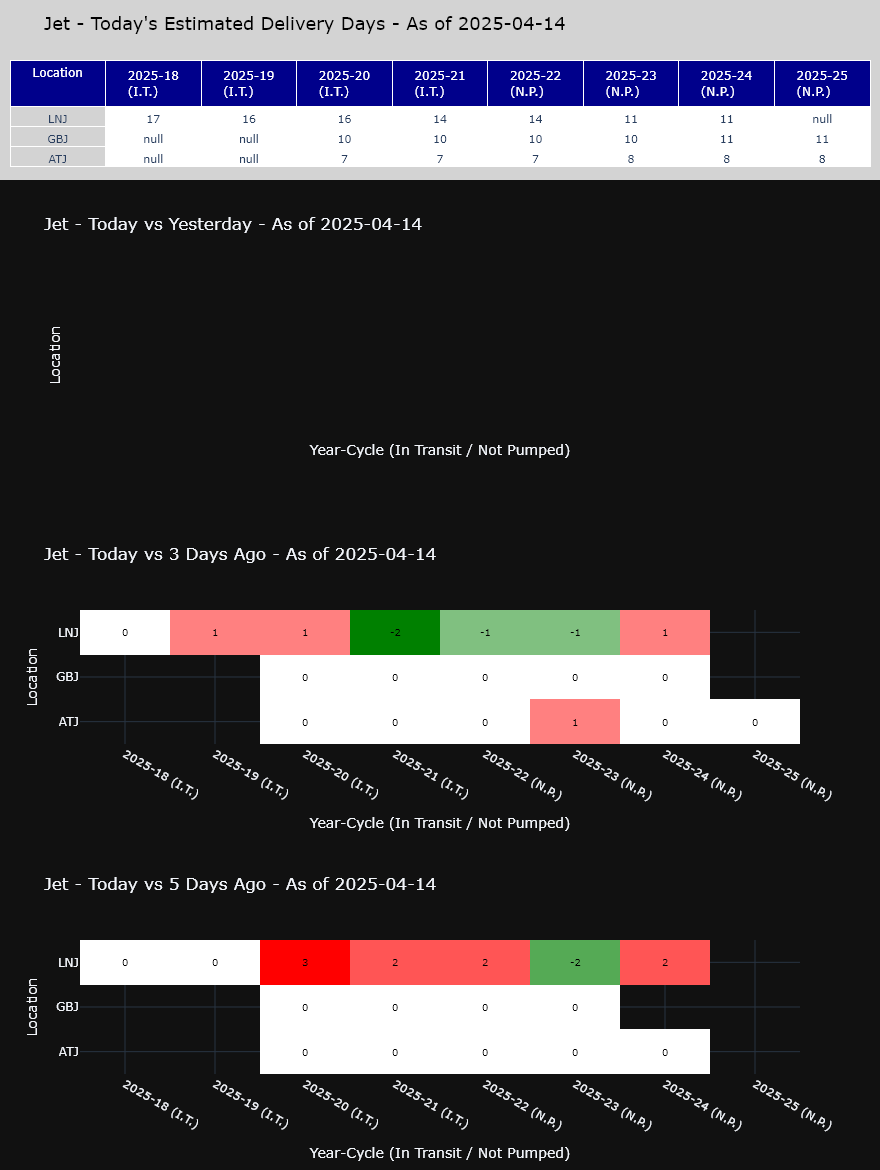 Jet - Today's Estimated Delivery Days - As of 2025-04-14
Location 2025-18 (I.T.) 2025-19 (I.T.) 2025-20 (I.T.) 2025-21 (I.T.) 2025-22 (N.P.) 2025-23 (N.P.) 2025-24 (N.P.) 2025-25 (N.P.)
LNJ 17 16 16 14 14 11 11 null
GBJ null null 10 10 10 10 11 11
ATJ null null 7 7 7 8 8 8
Jet - Today vs Yesterday - As of 2025-04-14
Location
Year-Cycle (In Transit / Not Pumped)
Jet - Today vs 3 Days Ago - As of 2025-04-14
Location
LNJ 0 1 1 -2 -1 -1 1
GBJ 0 0 0 0 0
ATJ 0 0 0 1 0 0
2025-18 (I.T.) 2025-19 (I.T.) 2025-20 (I.T.) 2025-21 (I.T.) 2025-22 (N.P.) 2025-23 (N.P.) 2025-24 (N.P.) 2025-25 (N.P.)
Year-Cycle (In Transit / Not Pumped)
Jet - Today vs 5 Days Ago - As of 2025-04-14
Location
LNJ 0 0 3 2 2 -2 2
GBJ 0 0 0 0
ATJ 0 0 0 0 0
2025-18 (I.T.) 2025-19 (I.T.) 2025-20 (I.T.) 2025-21 (I.T.) 2025-22 (N.P.) 2025-23 (N.P.) 2025-24 (N.P.) 2025-25 (N.P.)
Year-Cycle (In Transit / Not Pumped)